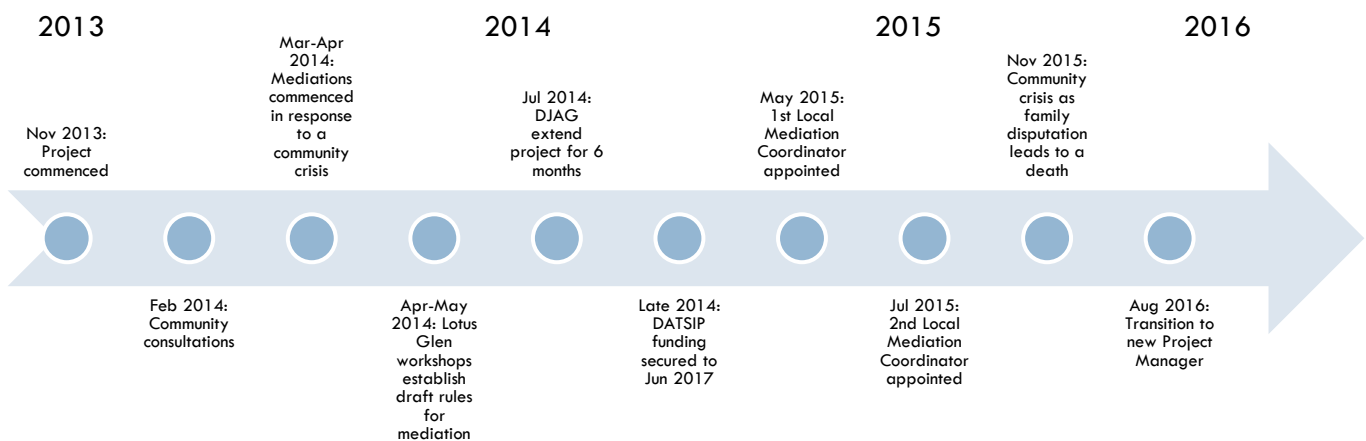 2013
2014
2015
2016
Nov 2013:
Project
commenced
Mar-Apr
2014:
Mediations
commenced
in response
to a
community
crisis
Jul 2014:
DJAG
extend
project for 6
months
May 2015:
1st Local
Mediation
Coordinator
appointed
Nov 2015:
Community
crisis as
family
disputation
leads to a
death
Feb 2014:
Community
consultations
Apr-May
2014: Lotus
Glen
workshops
establish
draft rules
for
mediation
Late 2014:
DATSIP
funding
secured to
Jun 2017
Jul 2015:
2nd Local
Mediation
Coordinator
appointed
Aug 2016:
Transition to
new Project
Manager